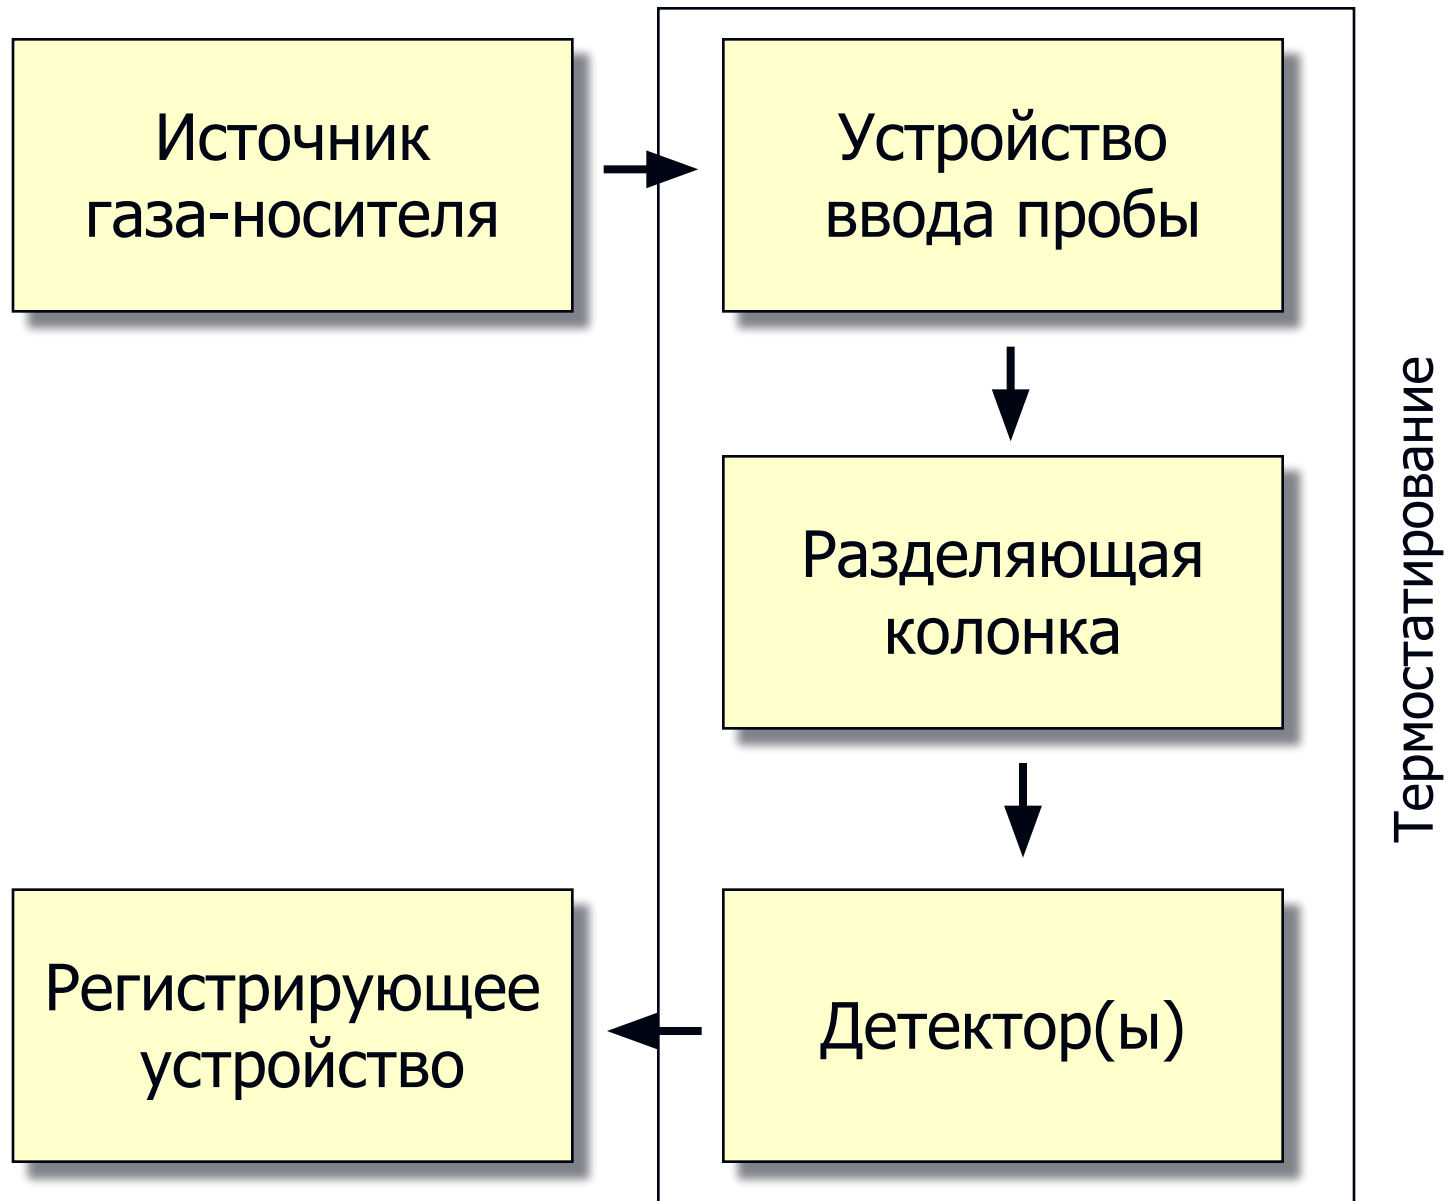 Источник
газа-носителя
Устройство
ввода пробы
Разделяющая
колонка
Термостатирование
Детектор(ы)
Регистрирующее
устройство